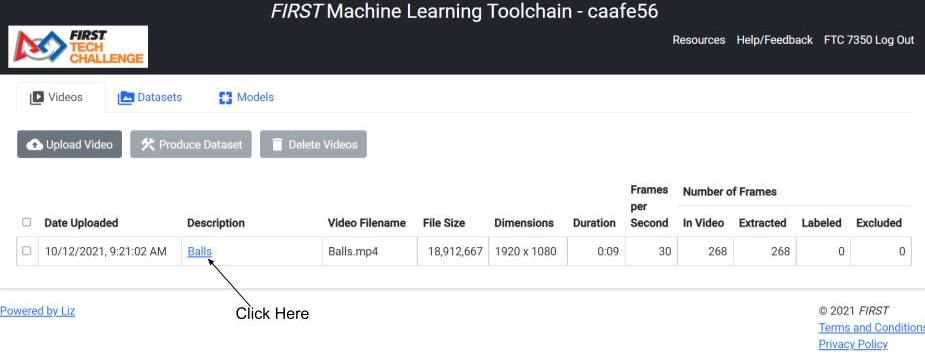 FIRST Machine Learning Toolchain - caafe56
FIRST
TECH
CHALLENGE
Resources Help/Feedback FTC 7350 Log Out
Videos Datasets Models
Upload Video Produce Dataset Delete Videos
Frames
per
Second
Number of Frames
Date Uploaded Description Video Filename File Size Dimensions Duration In Video Extracted Labeled Excluded
10/12/2021, 9:21:02 AM Balls Balls.mp4 18,912,667 1920 x 1080 0:09 30 268 268 0 0
Click Here
Powered by Liz
© 2021 FIRST
Terms and Conditions
Privacy Policy